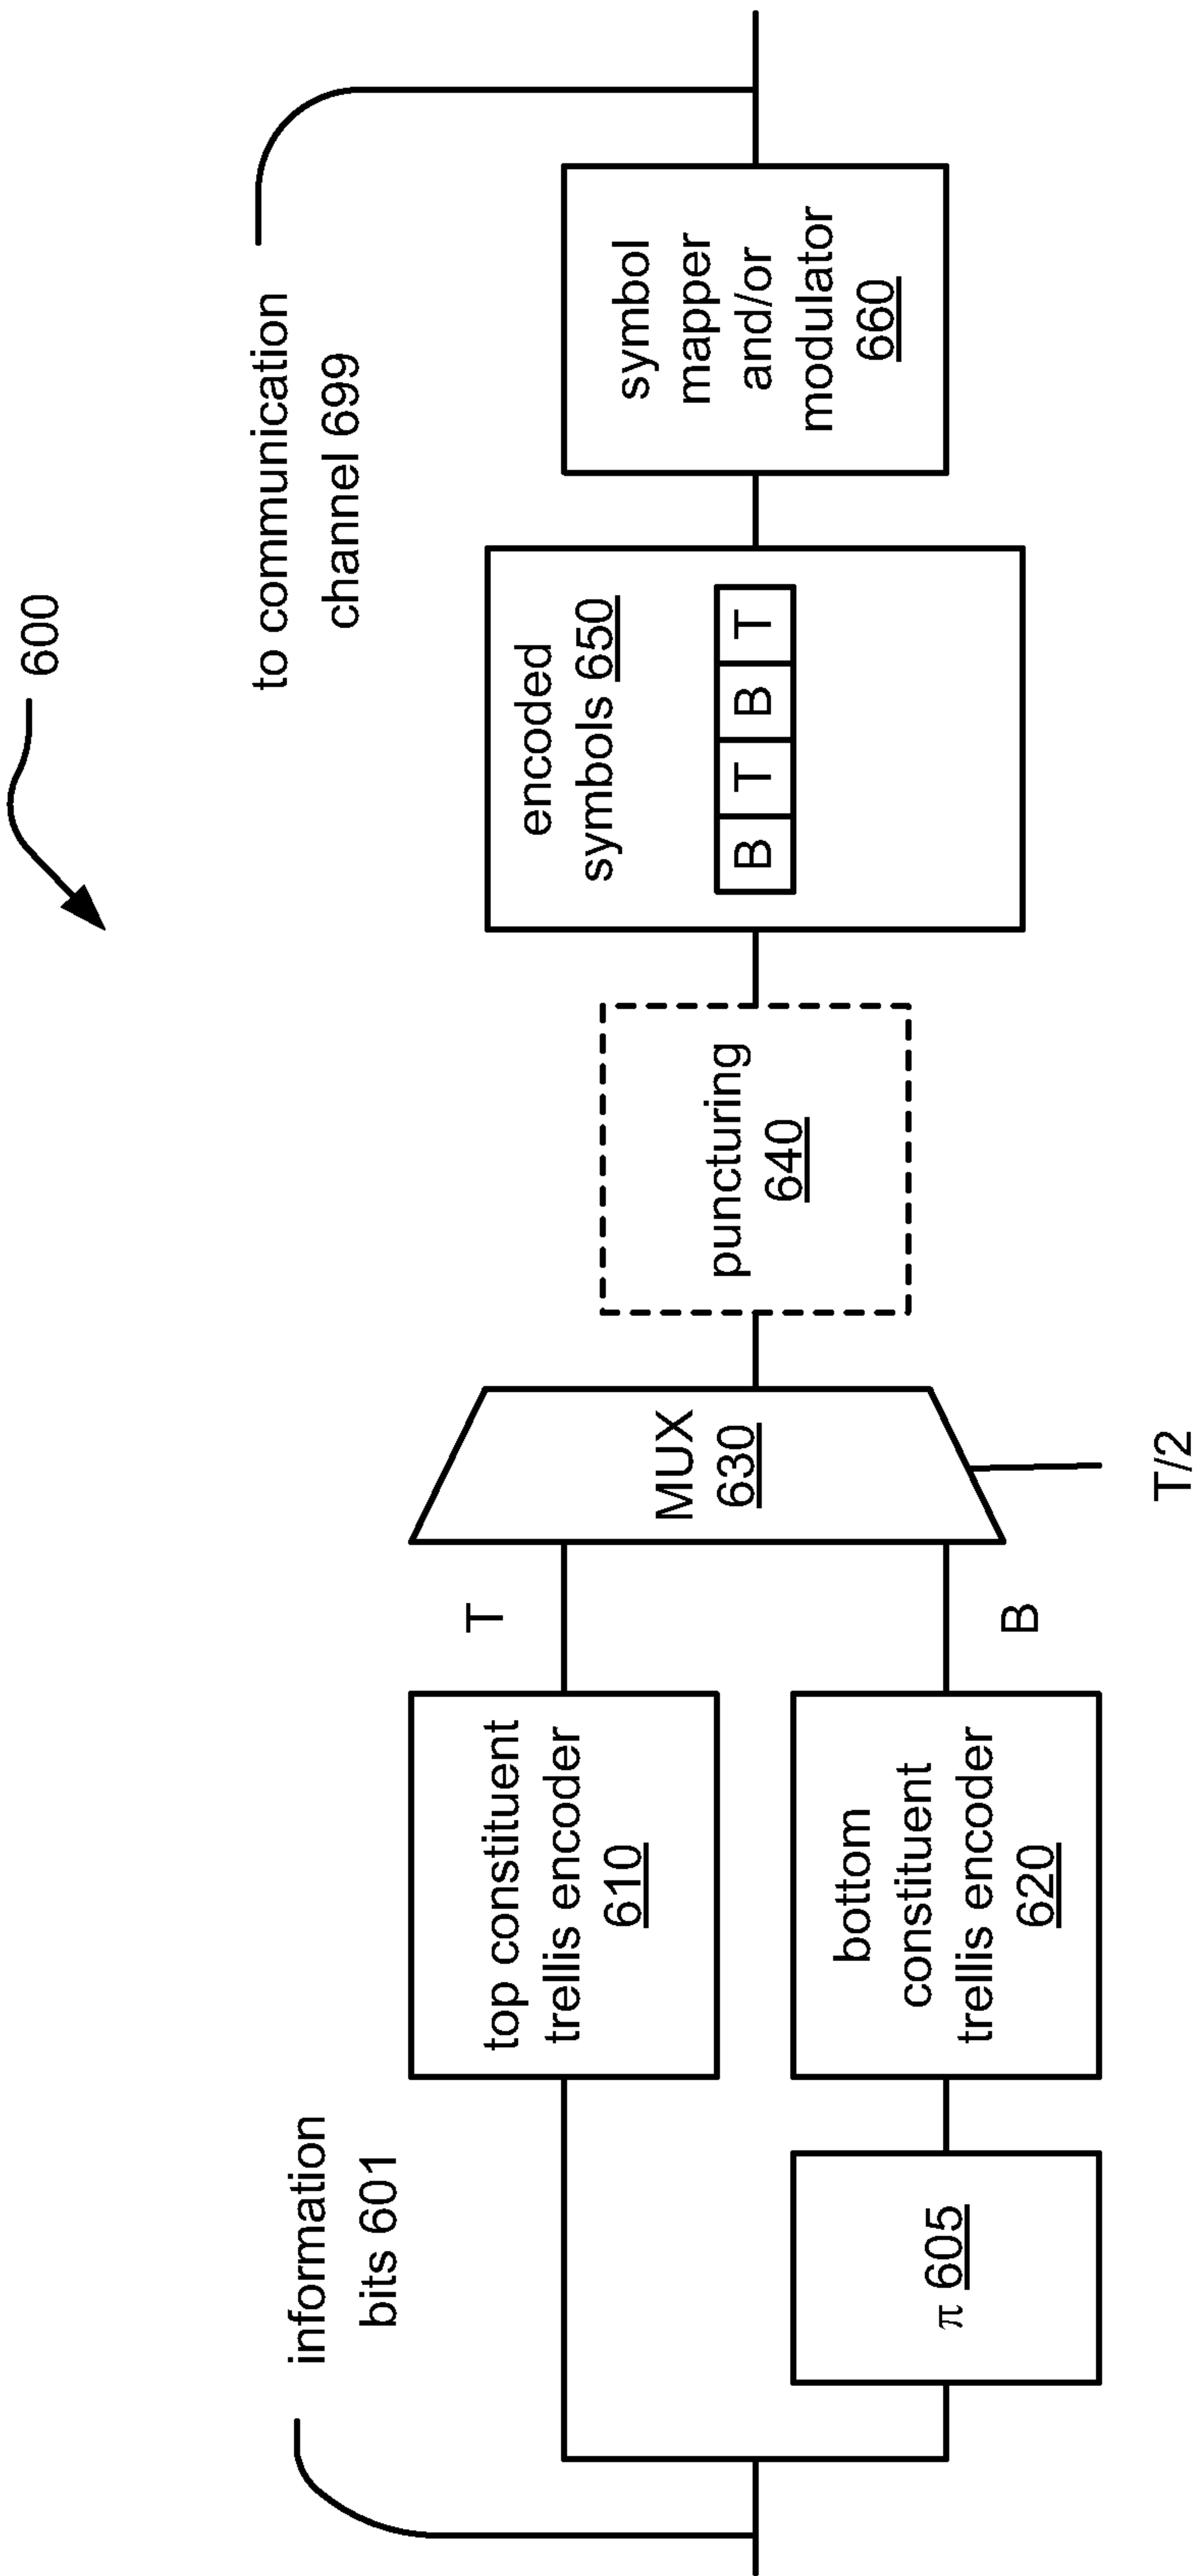 600
information
bits 601
π 605
top constituent
trellis encoder
610
bottom
constituent
trellis encoder
620
T
B
MUX
630
T/2
puncturing
640
encoded
symbols 650
B T B T
symbol
mapper
and/or
modulator
660
to communication
channel 699